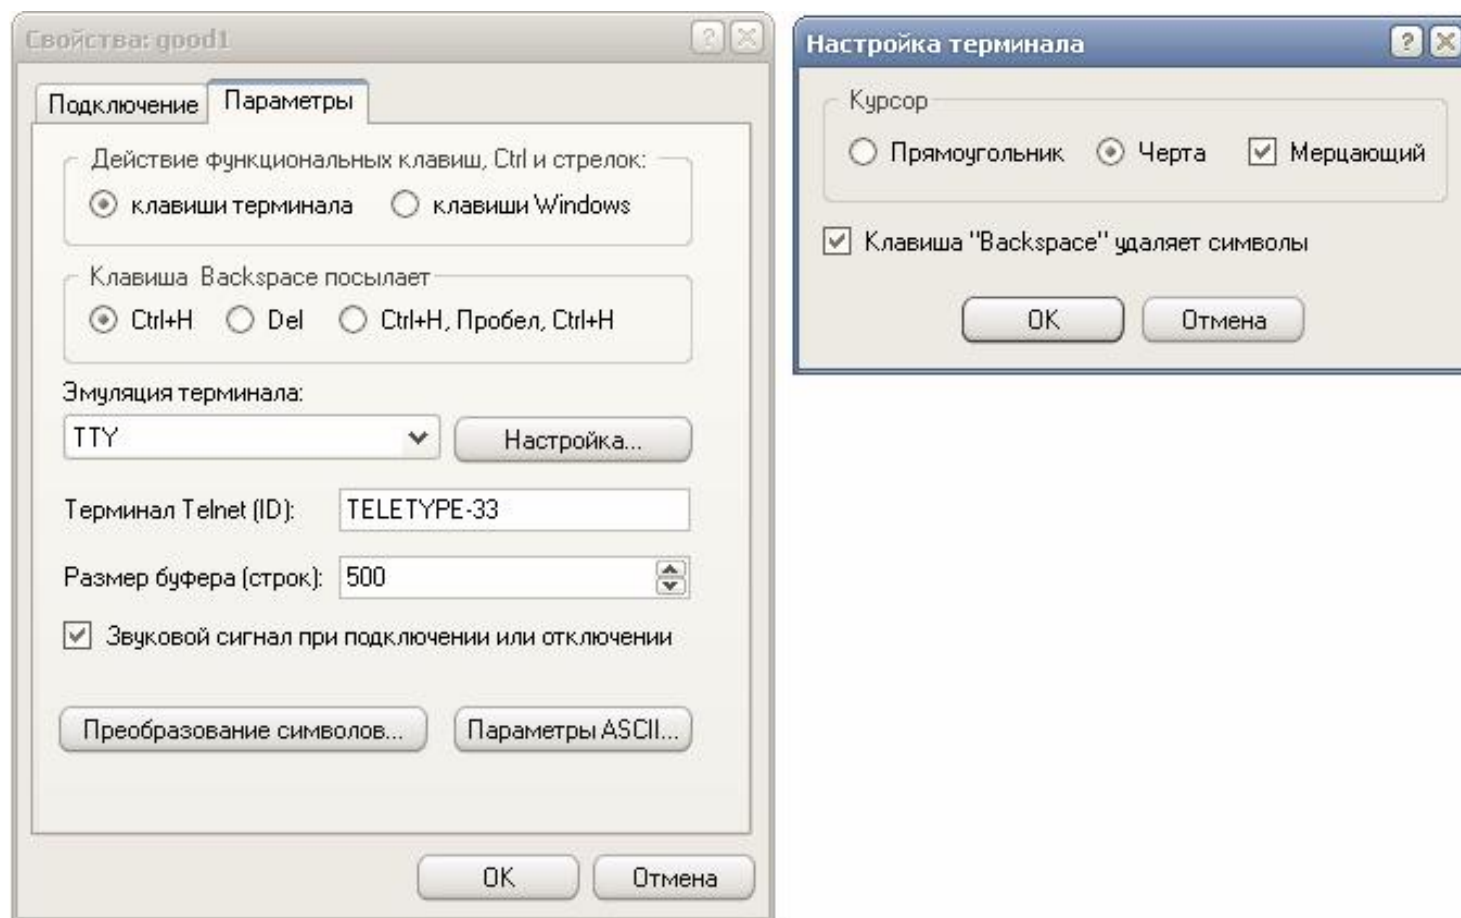 Свойства: good1
Подключение
Параметры
Действие функциональных клавиш, Ctrl и стрелок:
клавиши терминала
клавиши Windows
Клавиша Backspace посылает
Ctrl+H
Del
Ctrl+H, Пробел, Ctrl+H
Эмуляция терминала:
TTY
Настройка...
Терминал Telnet (ID):
TELETYPE-33
Размер буфера (строк):
500
Звуковой сигнал при подключении или отключении
Преобразование символов...
Параметры ASCII...
OK
Отмена
Настройка терминала
Курсор
Прямоугольник
Черта
Мерцающий
Клавиша "Backspace" удаляет символы
OK
Отмена